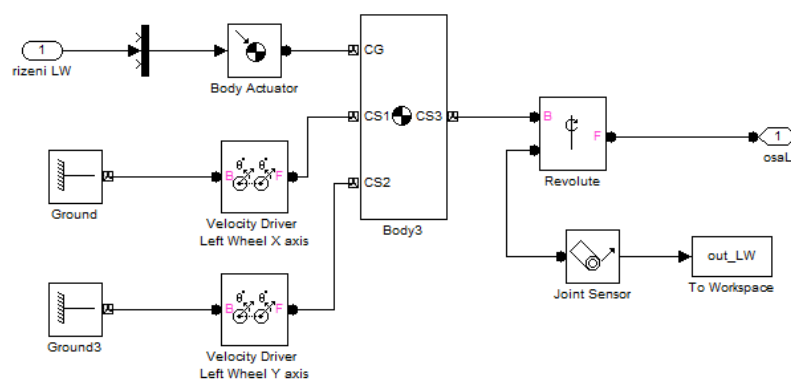 1
rizeni LW
Body Actuator
CG
CS1
CS3
CS2
Body3
Ground
B
F
Velocity Driver
Left Wheel X axis
Ground3
B
F
Velocity Driver
Left Wheel Y axis
B
F
Revolute
1
osaL
Joint Sensor
out_LW
To Workspace